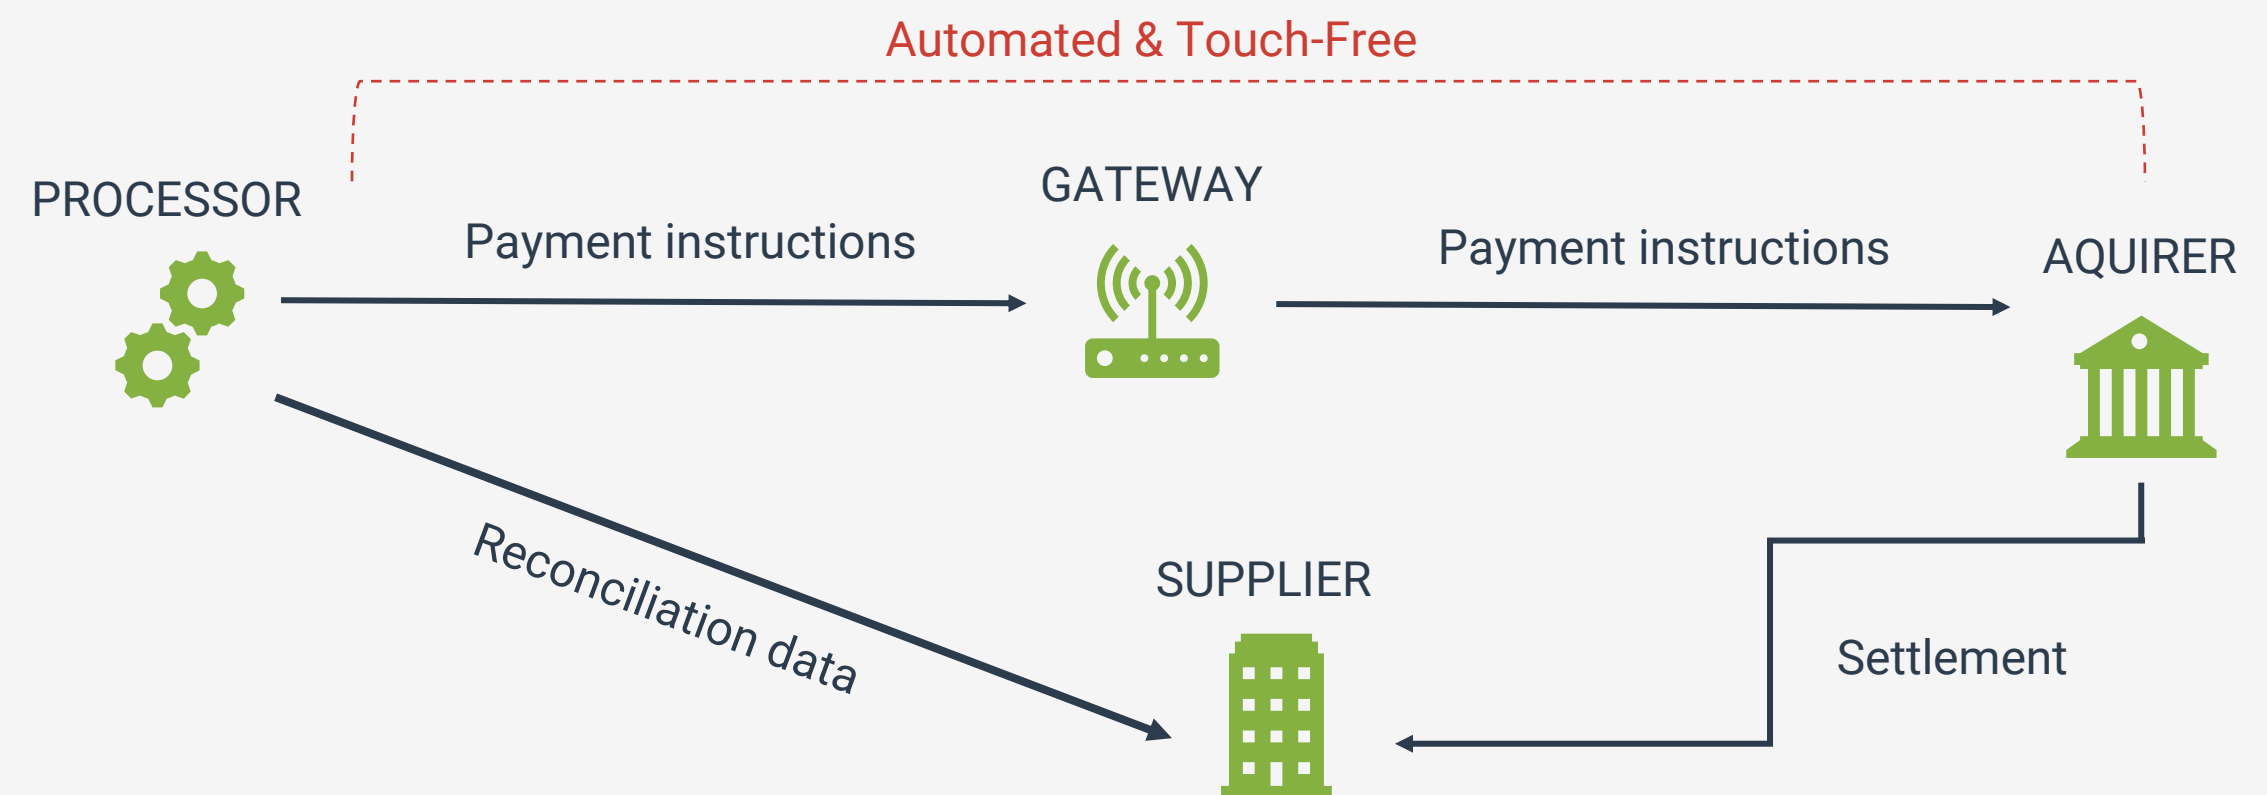 Automated & Touch-Free
PROCESSOR
Payment instructions
GATEWAY
Payment instructions
AQUIRER
Reconciliation data
SUPPLIER
Settlement